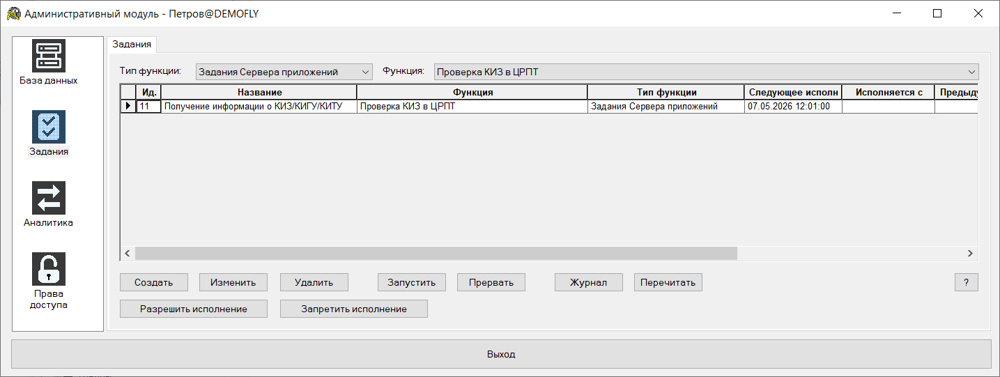 Административный модуль - Петров@DEMOFLY
База данных
Задания
Аналитика
Права
доступа
Задания
Тип функции: Задания Сервера приложений Функция: Проверка КИЗ в ЦРПТ
Ид. Название Функция Тип функции Следующее исполн Исполняется с Предыду
11 Получение информации о КИЗ/КИГУ/КИТУ Проверка КИЗ в ЦРПТ Задания Сервера приложений 07.05.2026 12:01:00
Создать Изменить Удалить Запустить Прервать Журнал Перечитать ?
Разрешить исполнение Запретить исполнение
Выход